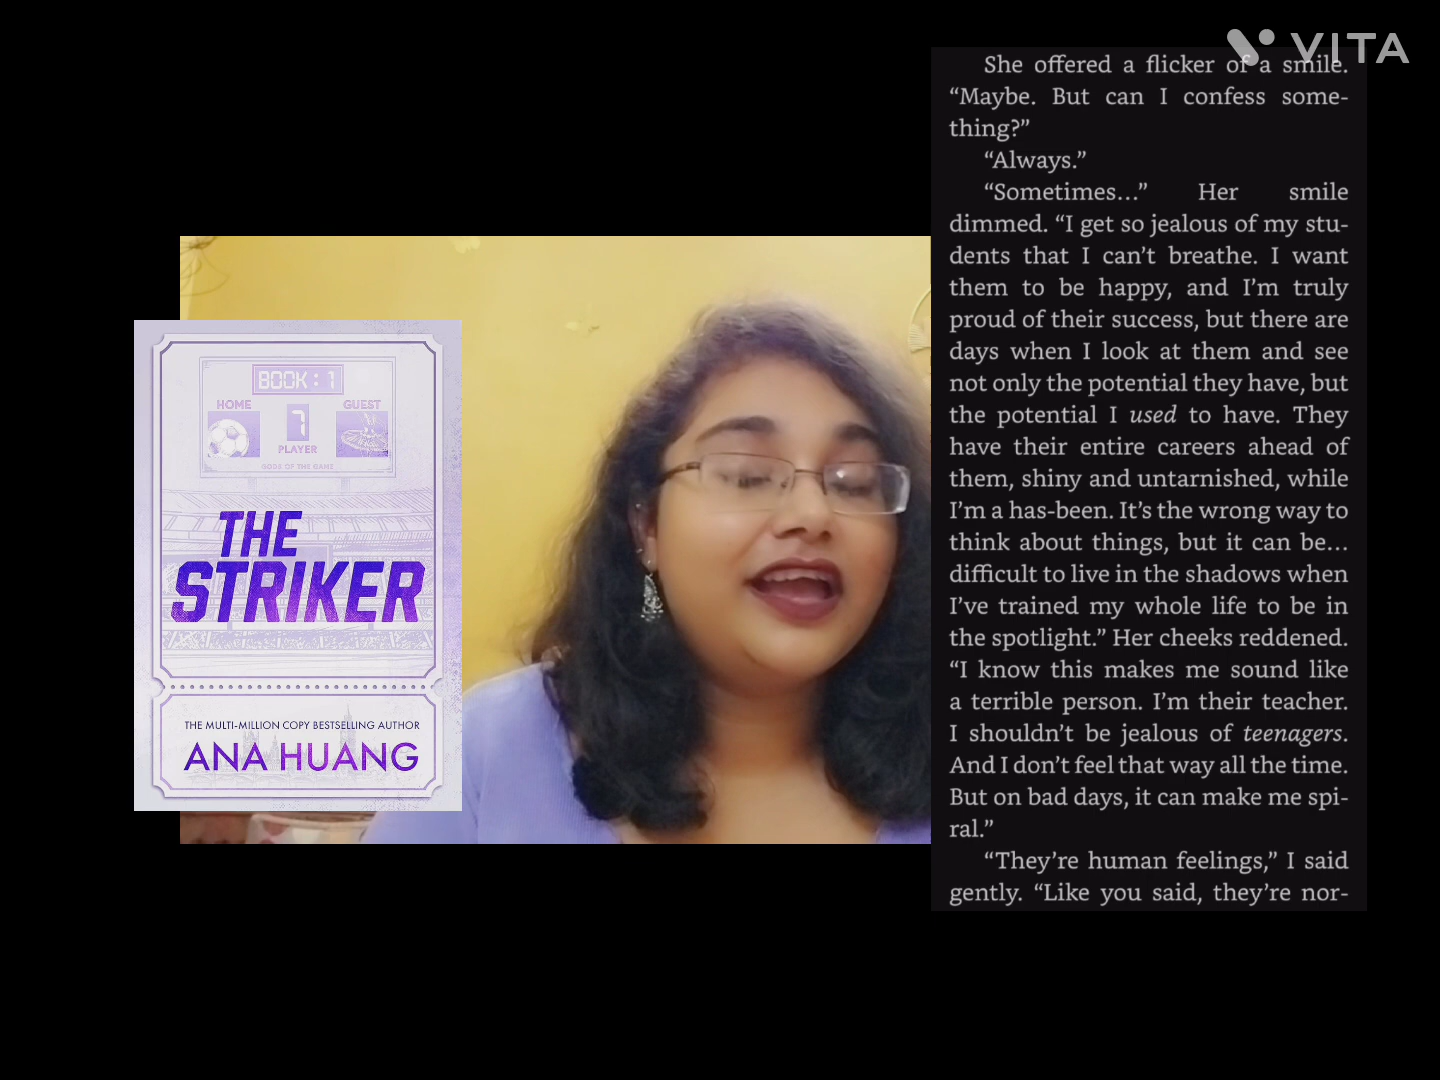 VITA
BOOK : 1
HOME
GUEST
7
PLAYER
GODS OF THE GAME
THE
STRIKER
THE MULTI-MILLION COPY BESTSELLING AUTHOR
ANA HUANG
She offered a flicker of a smile.
“Maybe. But can I confess some-
thing?”
“Always.”
“Sometimes…” Her smile
dimmed. “I get so jealous of my stu-
dents that I can’t breathe. I want
them to be happy, and I’m truly
proud of their success, but there are
days when I look at them and see
not only the potential they have, but
the potential I used to have. They
have their entire careers ahead of
them, shiny and untarnished, while
I’m a has-been. It’s the wrong way to
think about things, but it can be…
difficult to live in the shadows when
I’ve trained my whole life to be in
the spotlight.” Her cheeks reddened.
“I know this makes me sound like
a terrible person. I’m their teacher.
I shouldn’t be jealous of teenagers.
And I don’t feel that way all the time.
But on bad days, it can make me spi-
ral.”
“They’re human feelings,” I said
gently. “Like you said, they’re nor-